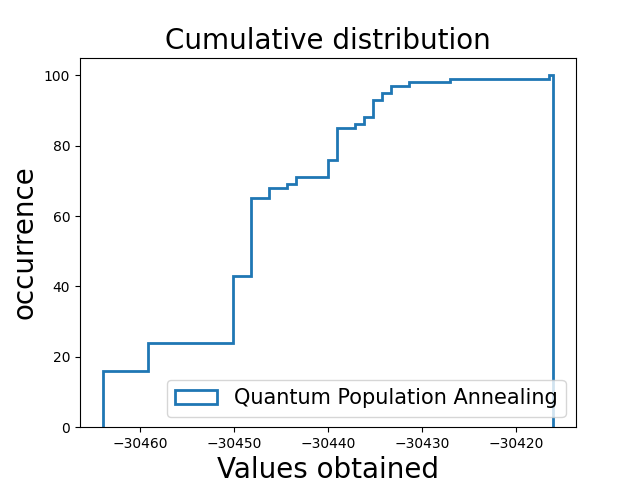 Cumulative distribution
occurrence
100
80
60
40
20
0
Quantum Population Annealing
−30460 −30450 −30440 −30430 −30420
Values obtained